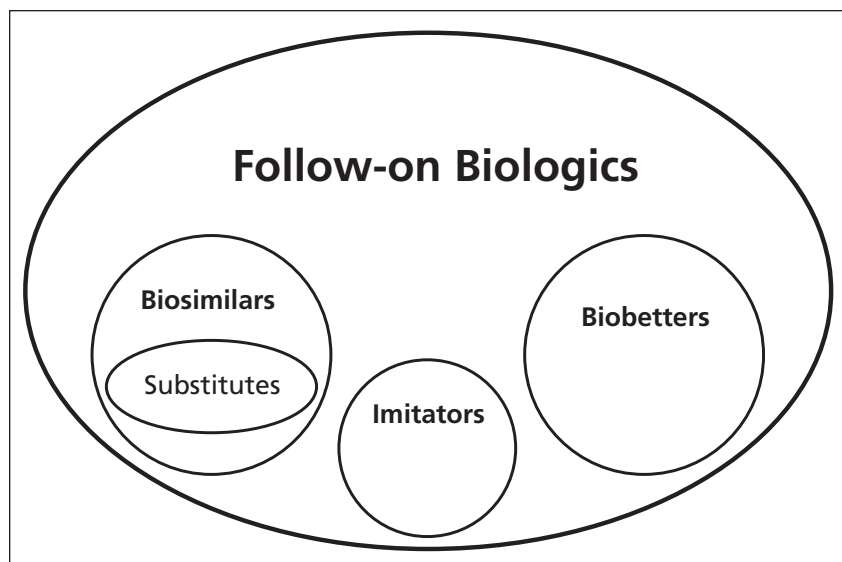 Follow-on Biologics
Biosimilars
Substitutes
Imitators
Biobetters